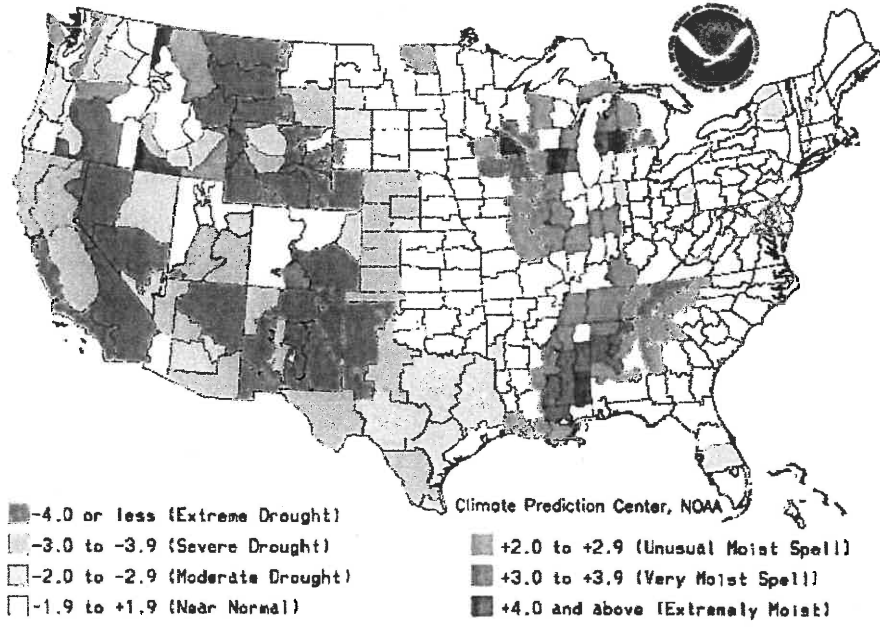 Climate Prediction Center, NOAA
-4.0 or less (Extreme Drought)
-3.0 to -3.9 (Severe Drought)
-2.0 to -2.9 (Moderate Drought)
-1.9 to +1.9 (Near Normal)
+2.0 to +2.9 (Unusual Moist Spell)
+3.0 to +3.9 (Very Moist Spell)
+4.0 and above (Extremely Moist)